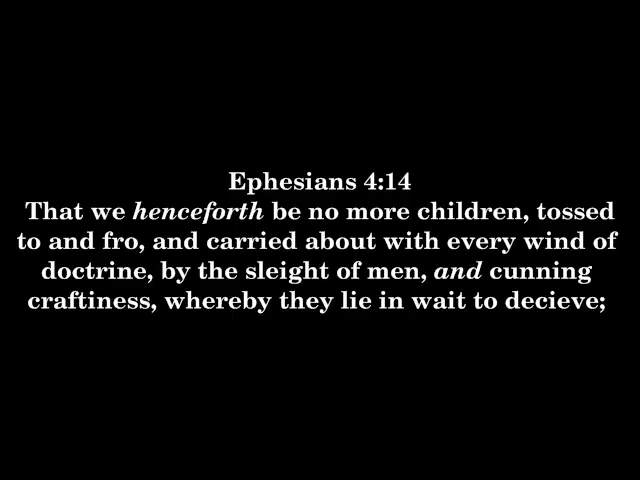 Ephesians 4:14
That we henceforth be no more children, tossed
to and fro, and carried about with every wind of
doctrine, by the sleight of men, and cunning
craftiness, whereby they lie in wait to decieve;